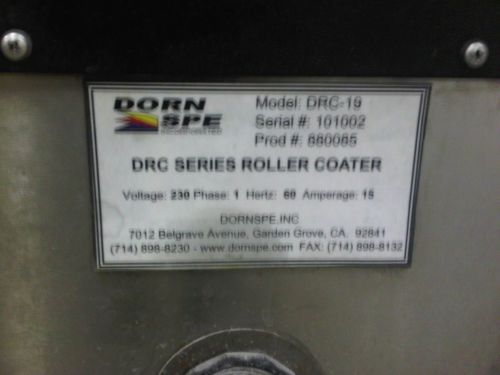 DORN SPE
INCORPORATED
Model: DRC-19
Serial #: 101002
Prod #: 880085
DRC SERIES ROLLER COATER
Voltage: 230 Phase: 1 Hertz: 60 Amperage: 15
DORNSPE.INC
7012 Belgrave Avenue, Garden Grove, CA. 92841
(714) 898-8230 - www.dornspe.com FAX: (714) 898-8132